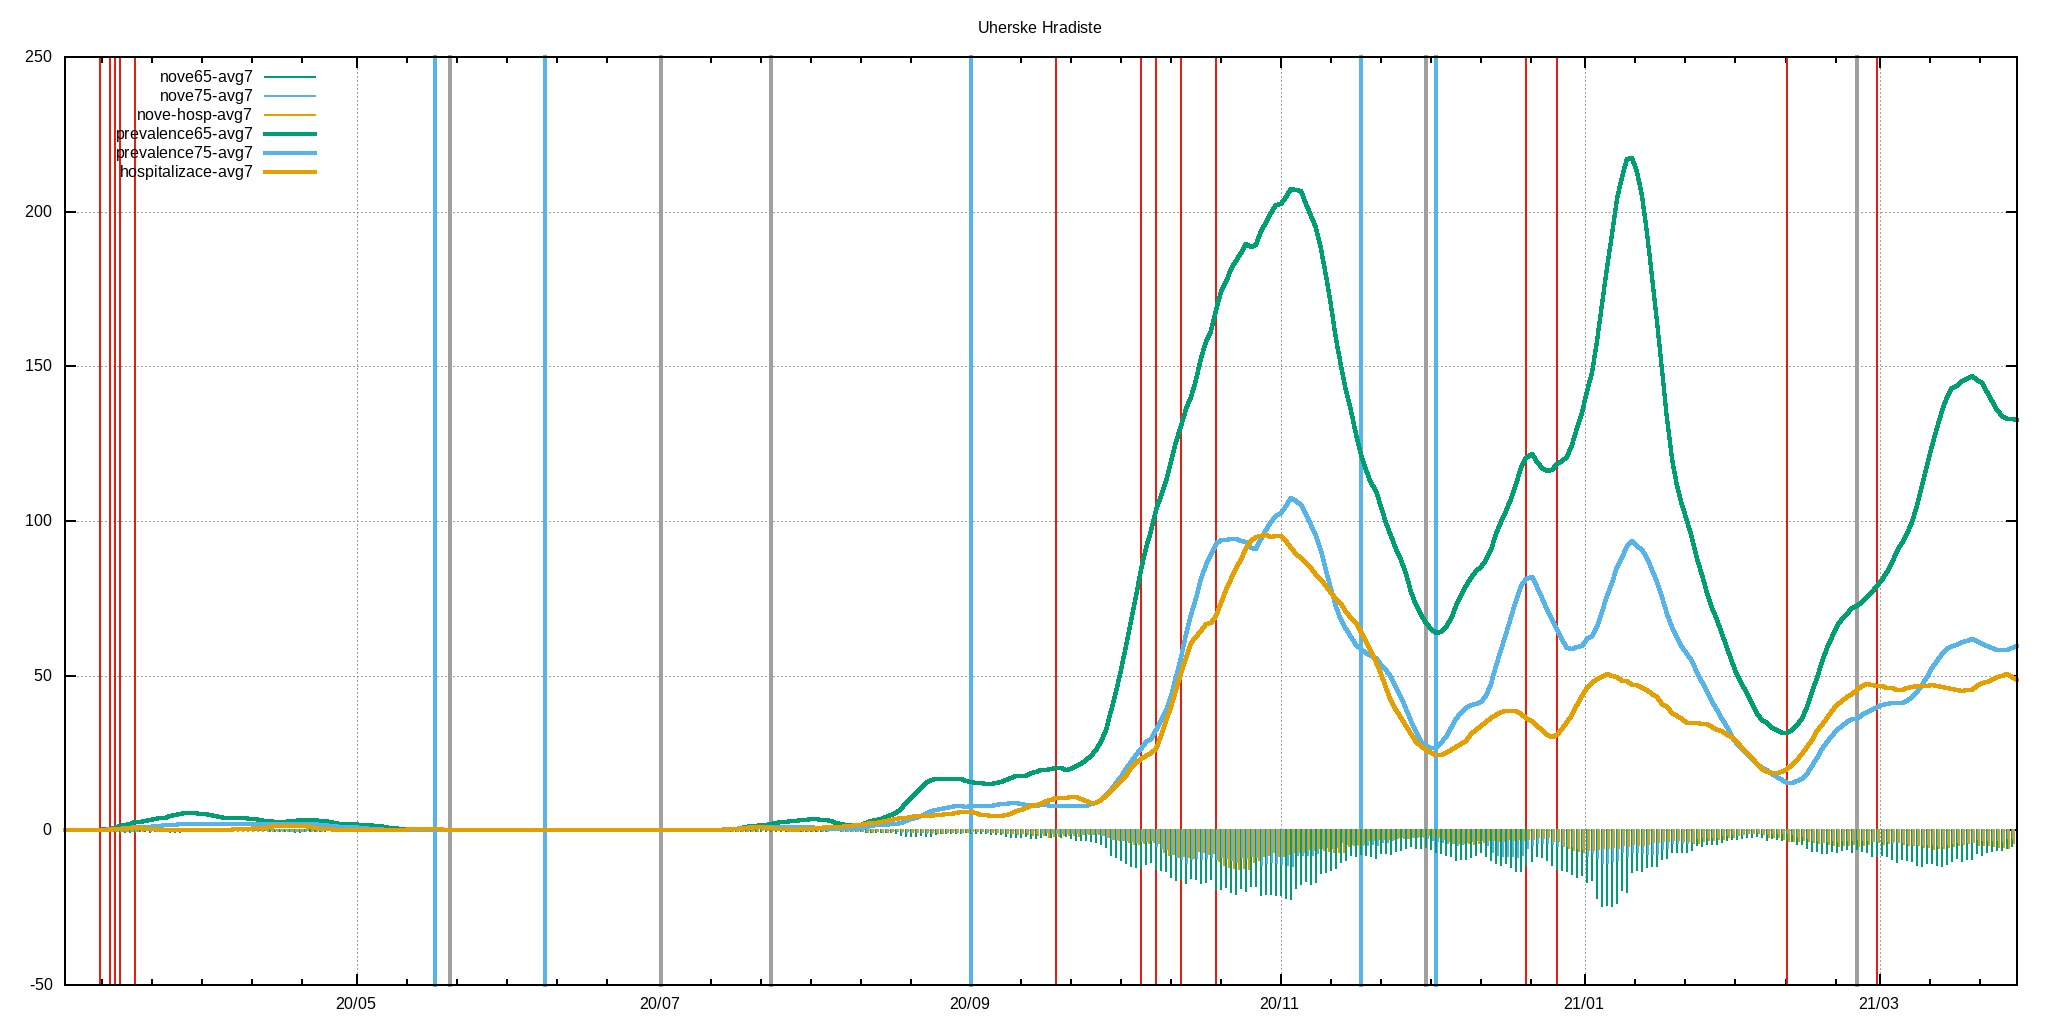 Uherske Hradiste
250
nove65-avg7
nove75-avg7
nove-hosp-avg7
prevalence65-avg7
prevalence75-avg7
hospitalizace-avg7
200
150
100
50
0
-50
20/05 20/07 20/09 20/11 21/01 21/03